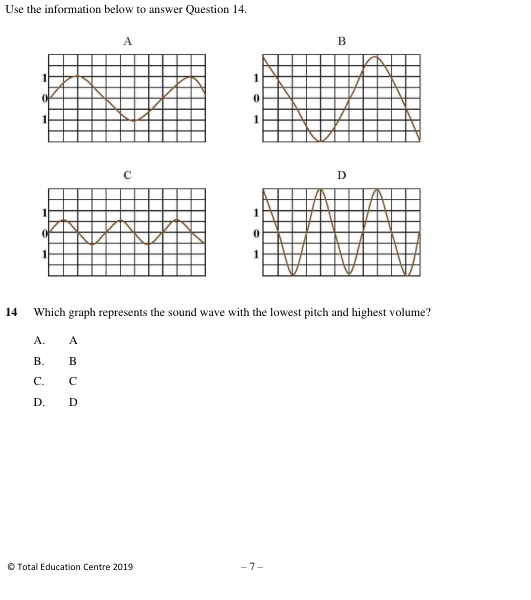 Use the information below to answer Question 14.
A B
1 1
0 0
1 1
C D
1 1
0 0
1 1
14 Which graph represents the sound wave with the lowest pitch and highest volume?
A. A
B. B
C. C
D. D
© Total Education Centre 2019 – 7 –